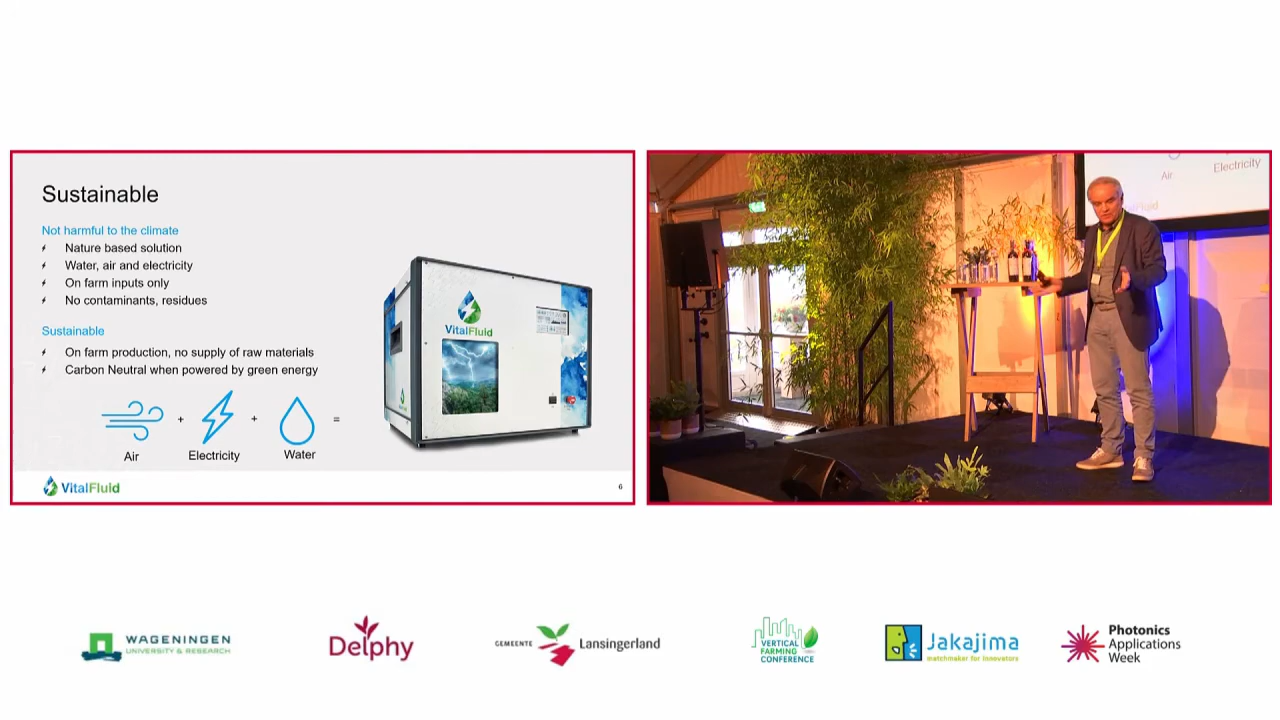 Sustainable
Not harmful to the climate
Nature based solution
Water, air and electricity
On farm inputs only
No contaminants, residues
Sustainable
On farm production, no supply of raw materials
Carbon Neutral when powered by green energy
+ + =
Air Electricity Water
VitalFluid
VitalFluid
6
Air
Electricity
WAGENINGEN
UNIVERSITY & RESEARCH
Delphy
GEMEENTE Lansingerland
VERTICAL
FARMING
CONFERENCE
Jakajima
matchmaker for innovators
Photonics
Applications
Week